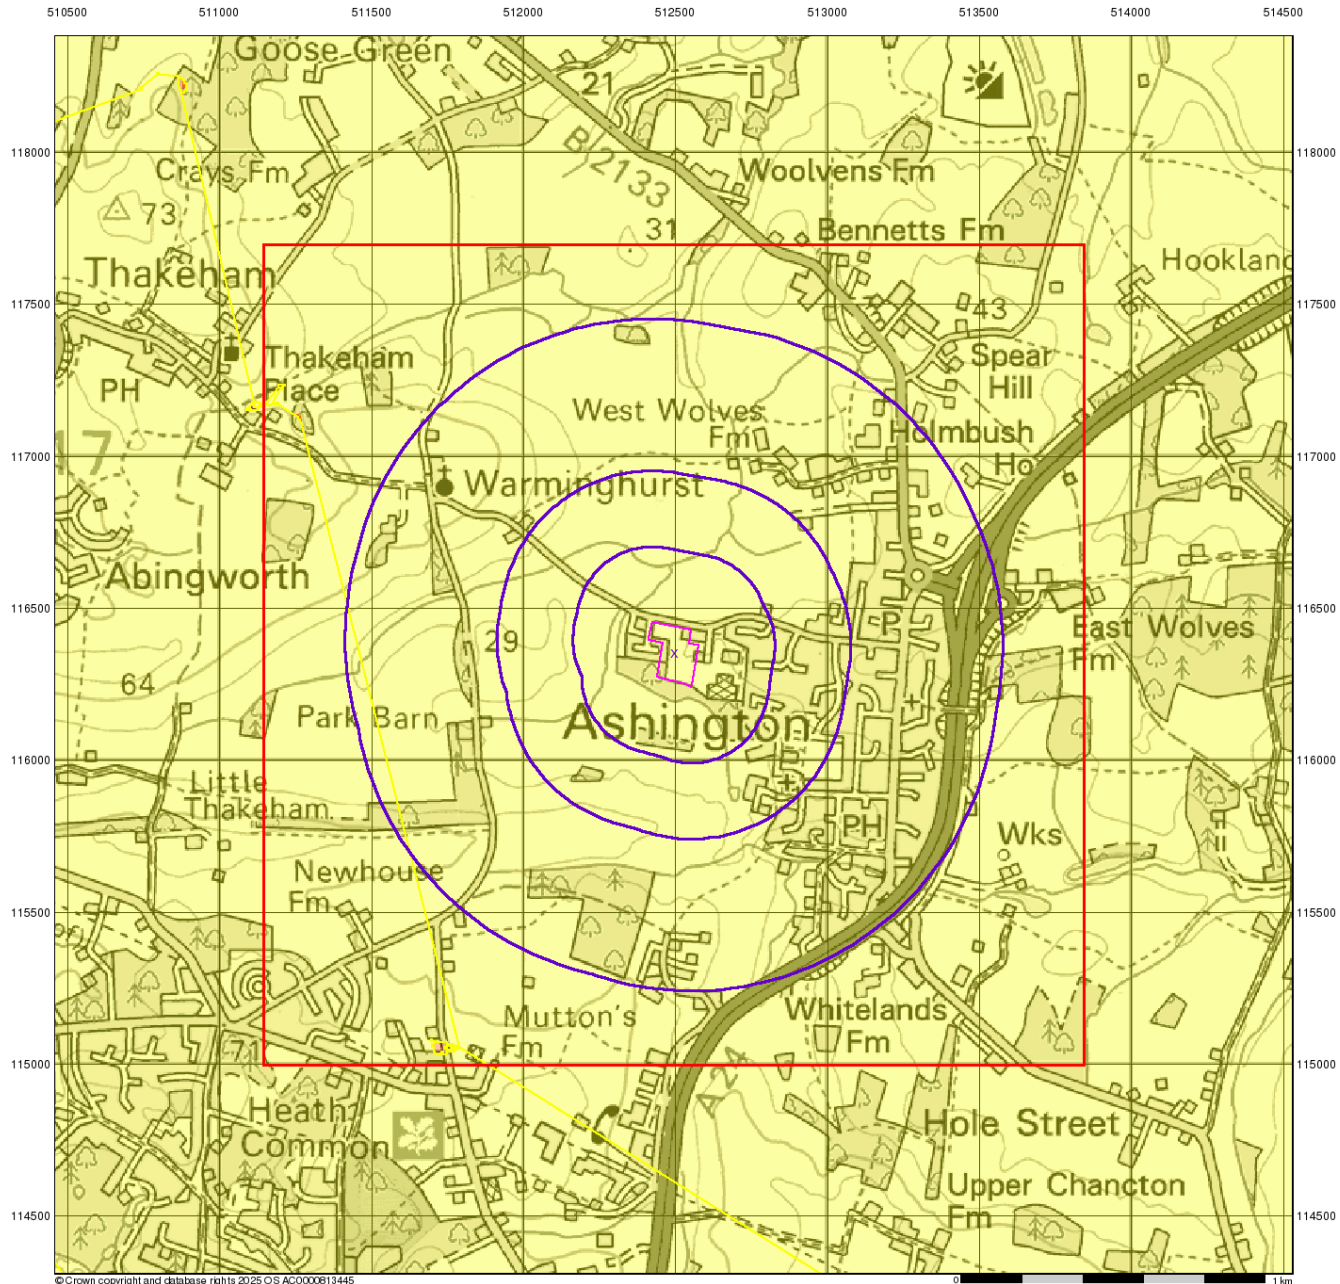 510500 511000 511500 512000 512500 513000 513500 514000 514500
Goose Green
21
118000 118000
B 2133
Crays Fm
Woolvens Fm
73
31
Bennetts Fm
Thakeham
Hookland
117500 117500
43
Thakeham
Place
Spear
Hill
PH
West Wolves
Fm
Holmbush
Ho
17
117000 117000
Warminghurst
Abingworth
116500 116500
P
29
East Wolves
Fm
x
64
Park Barn
Ashington
116000 116000
Little
Thakeham
PH
Wks
Newhouse
Fm
115500 115500
Mutton's
Fm
Whitelands
Fm
71
115000 115000
A 24
Heath
Common
Hole Street
Upper Chancton
Fm
114500 114500
© Crown copyright and database rights 2025 OS AC0000813445
0 1 km